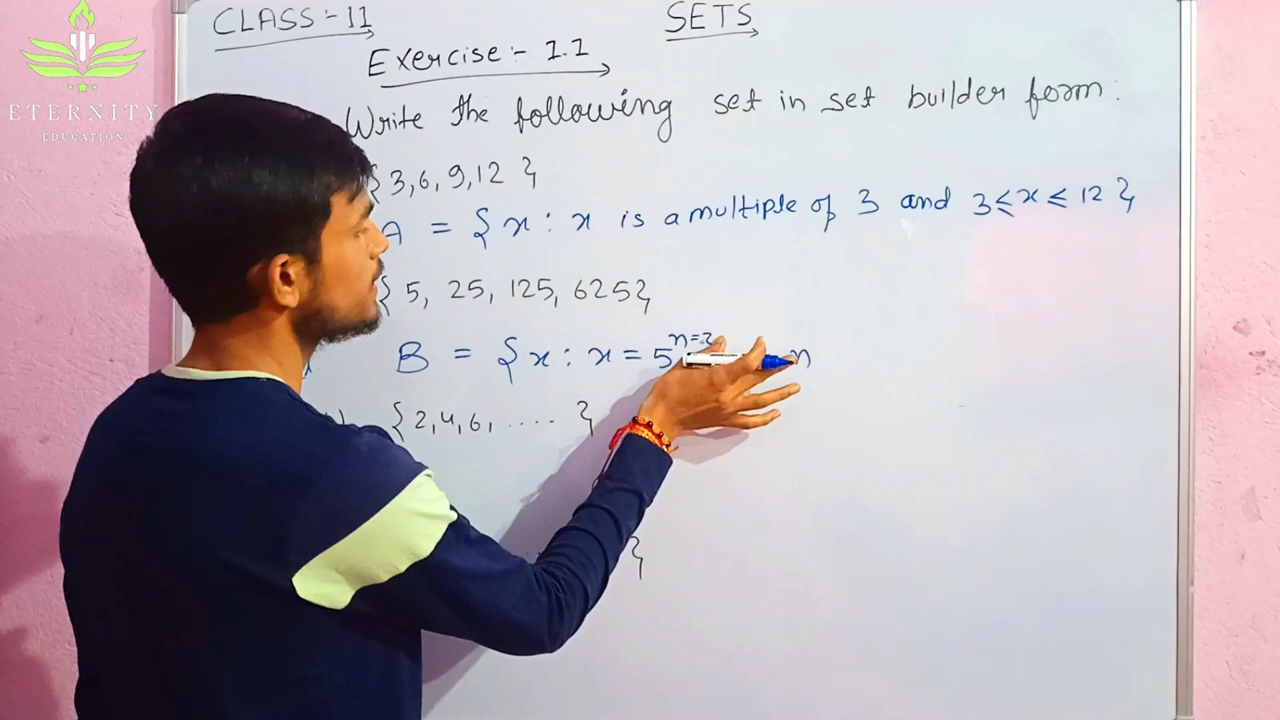 CLASS:- 11
SETS
ETERNITY
EDUCATION
Exercise:- 1.1
Write the following set in set builder form:
{3,6,9,12}
A = {x : x is a multiple of 3 and 3≤x≤12}
{5, 25, 125, 625}
B = {x : x = 5^n=2 n
{2,4,6, .... }
}